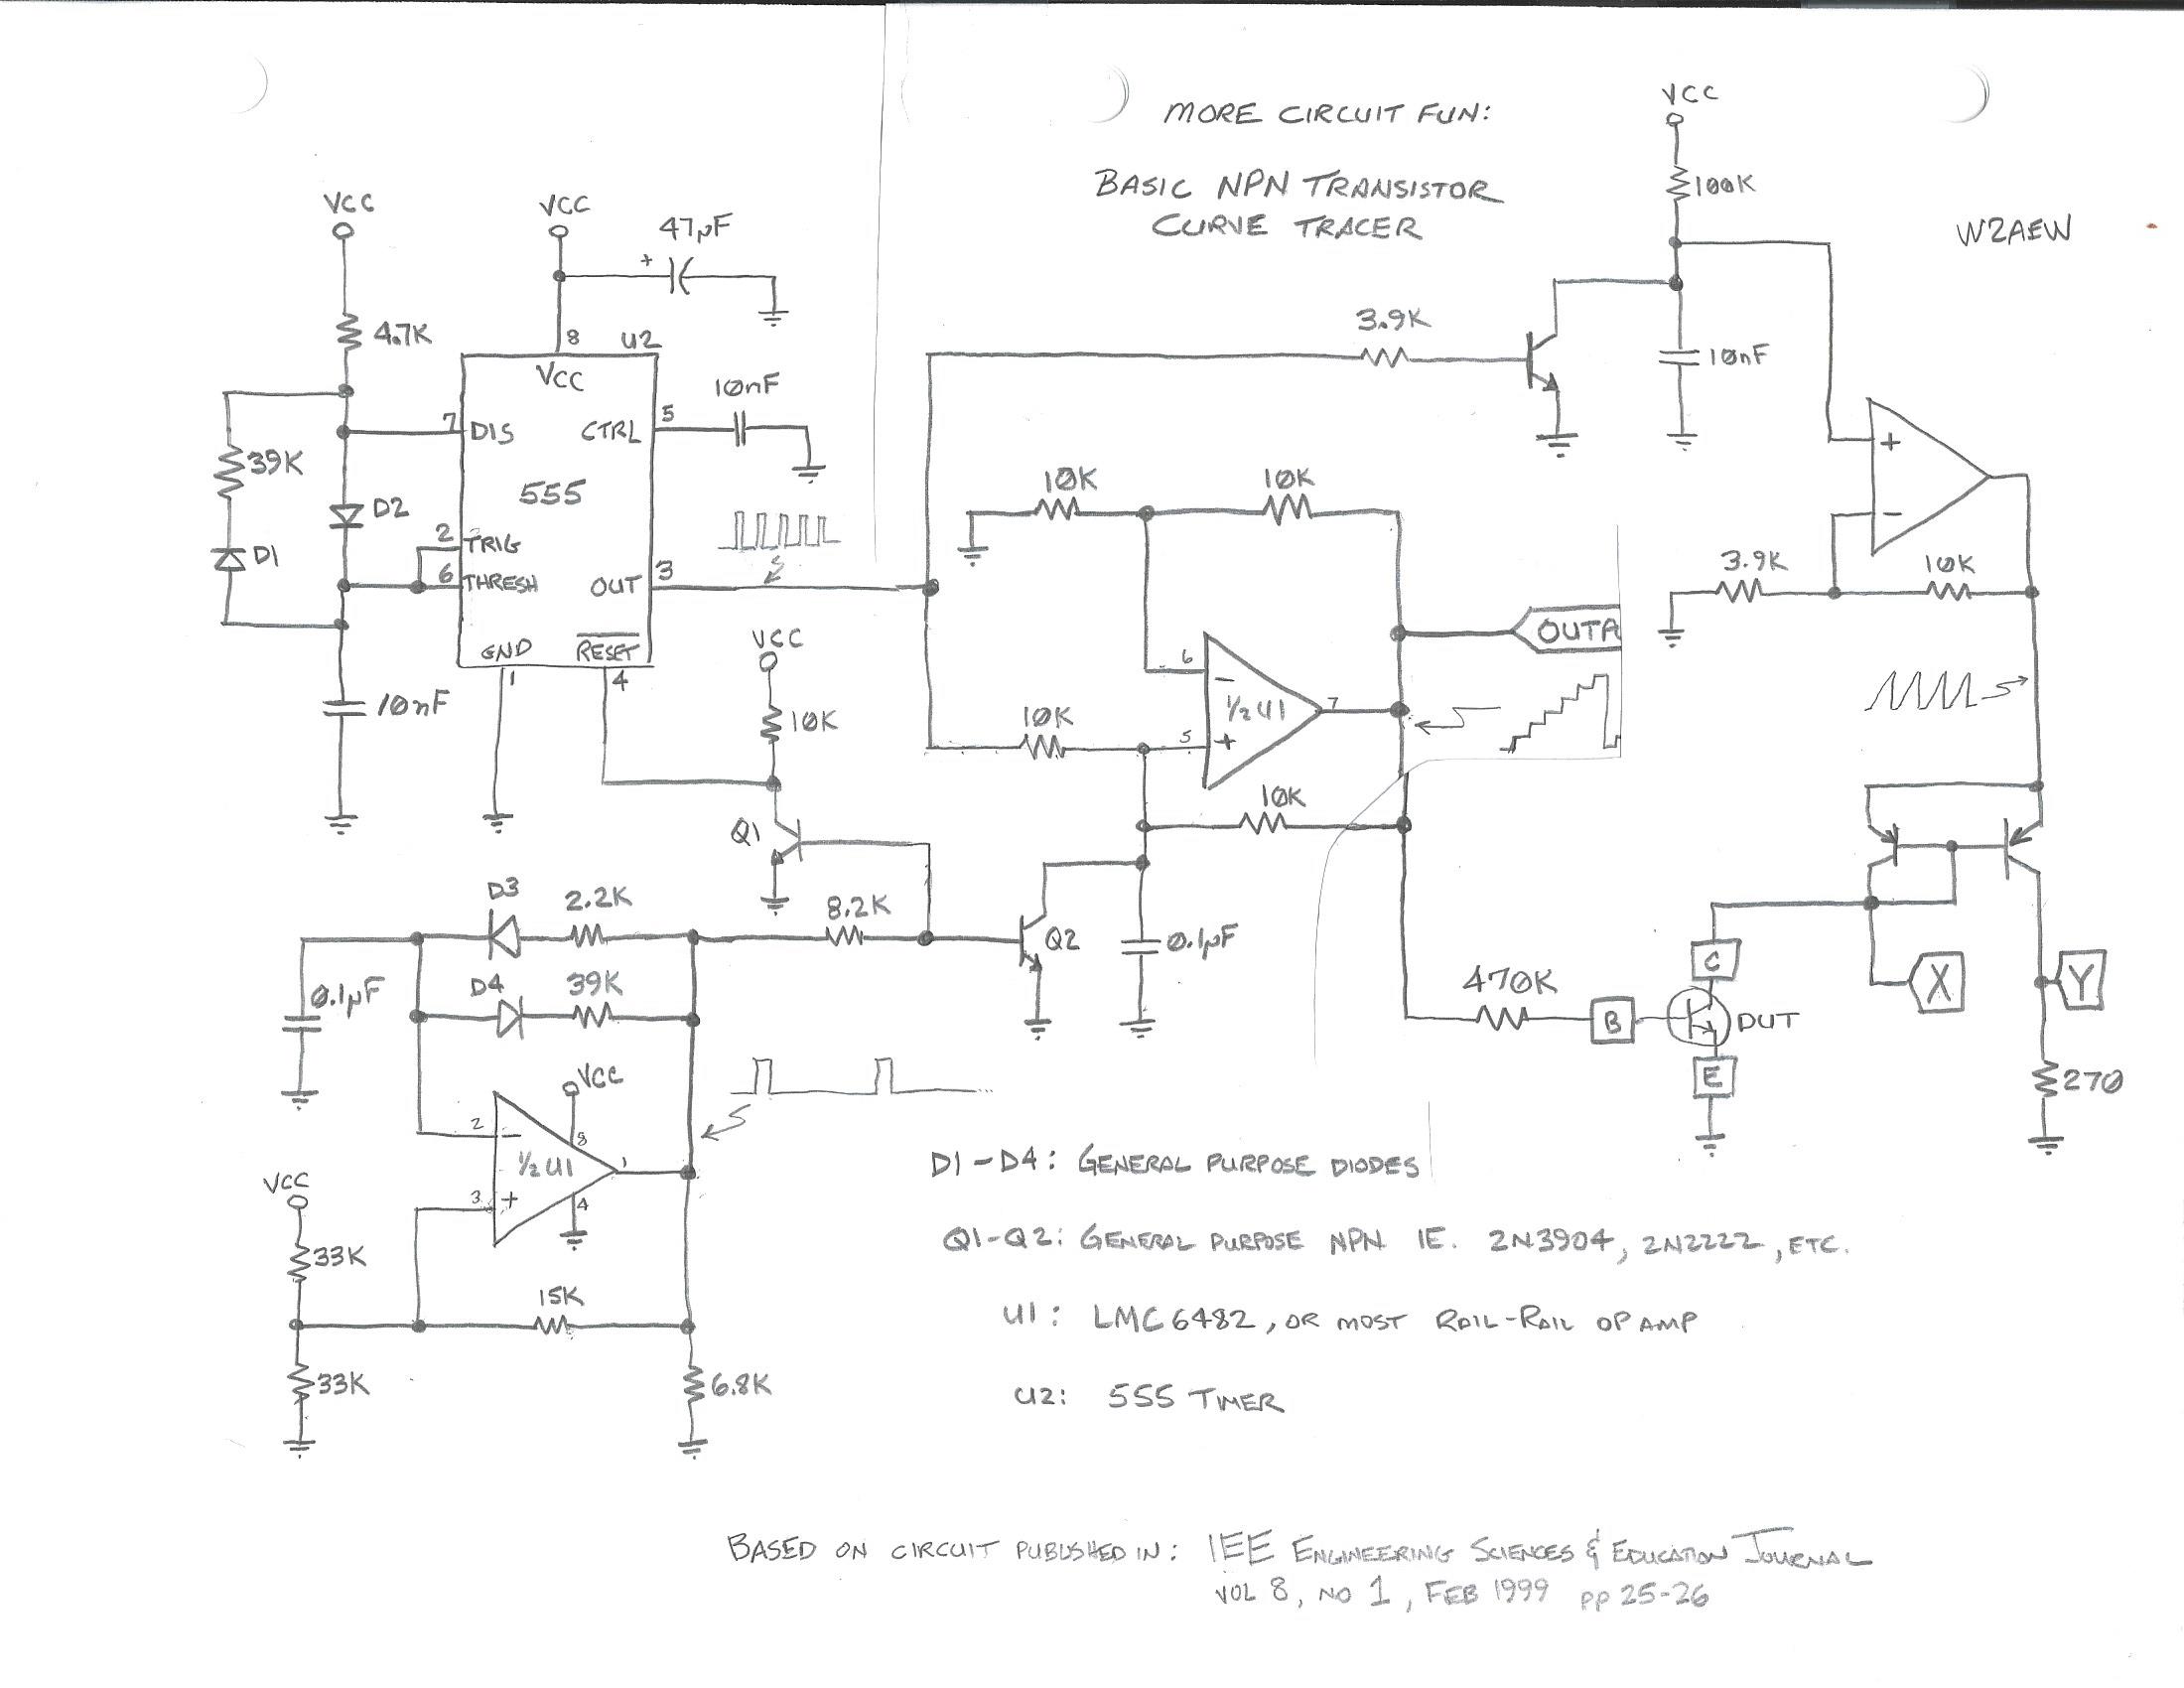 MORE CIRCUIT FUN:
BASIC NPN TRANSISTOR
CURVE TRACER
W2AEW
VCC
100K
VCC
VCC
47µF
+
4.7K
8
U2
VCC
10nF
3.9K
10nF
7
DIS
5
CTRL
39K
555
D2
D1
2
TRIG
6
THRESH
3
OUT
10K
10K
+
-
3.9K
10K
GND
RESET
1
4
10nF
VCC
10K
OUTA
6
-
½U1
7
10K
5
+
10K
Q1
D3
2.2K
8.2K
Q2
0.1µF
0.1µF
D4
39K
470K
B
C
DUT
E
X
Y
270
VCC
2
-
8
½U1
1
3
+
4
VCC
33K
15K
33K
6.8K
D1-D4: GENERAL PURPOSE DIODES
Q1-Q2: GENERAL PURPOSE NPN IE. 2N3904, 2N2222, ETC.
U1: LMC6482, OR MOST RAIL-RAIL OP AMP
U2: 555 TIMER
BASED ON CIRCUIT PUBLISHED IN: IEE ENGINEERING SCIENCES & EDUCATION JOURNAL
VOL 8, NO 1, FEB 1999 PP 25-26